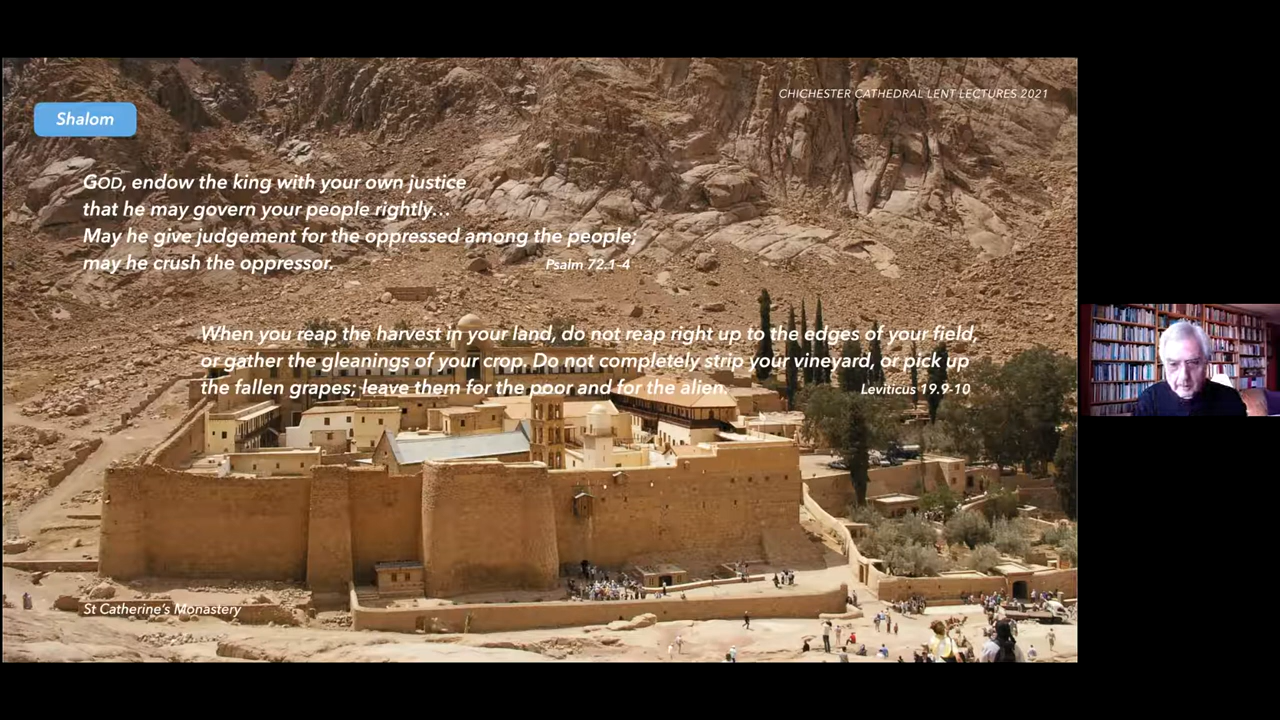 CHICHESTER CATHEDRAL LENT LECTURES 2021
Shalom
GOD, endow the king with your own justice
that he may govern your people rightly…
May he give judgement for the oppressed among the people;
may he crush the oppressor.
Psalm 72.1-4
When you reap the harvest in your land, do not reap right up to the edges of your field,
or gather the gleanings of your crop. Do not completely strip your vineyard, or pick up
the fallen grapes; leave them for the poor and for the alien.
Leviticus 19.9-10
St Catherine's Monastery